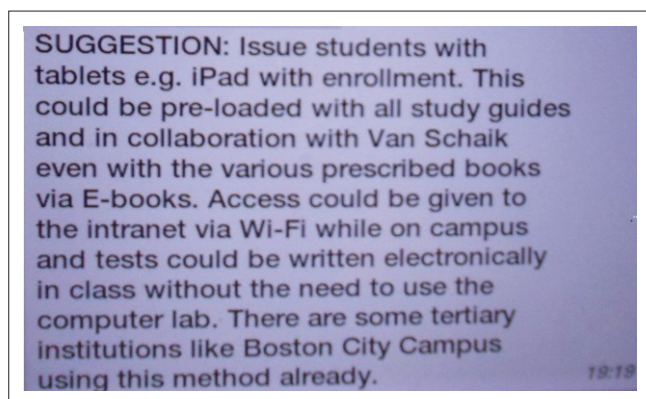 SUGGESTION: Issue students with
tablets e.g. iPad with enrollment. This
could be pre-loaded with all study guides
and in collaboration with Van Schaik
even with the various prescribed books
via E-books. Access could be given to
the intranet via Wi-Fi while on campus
and tests could be written electronically
in class without the need to use the
computer lab. There are some tertiary
institutions like Boston City Campus
using this method already.
19:19